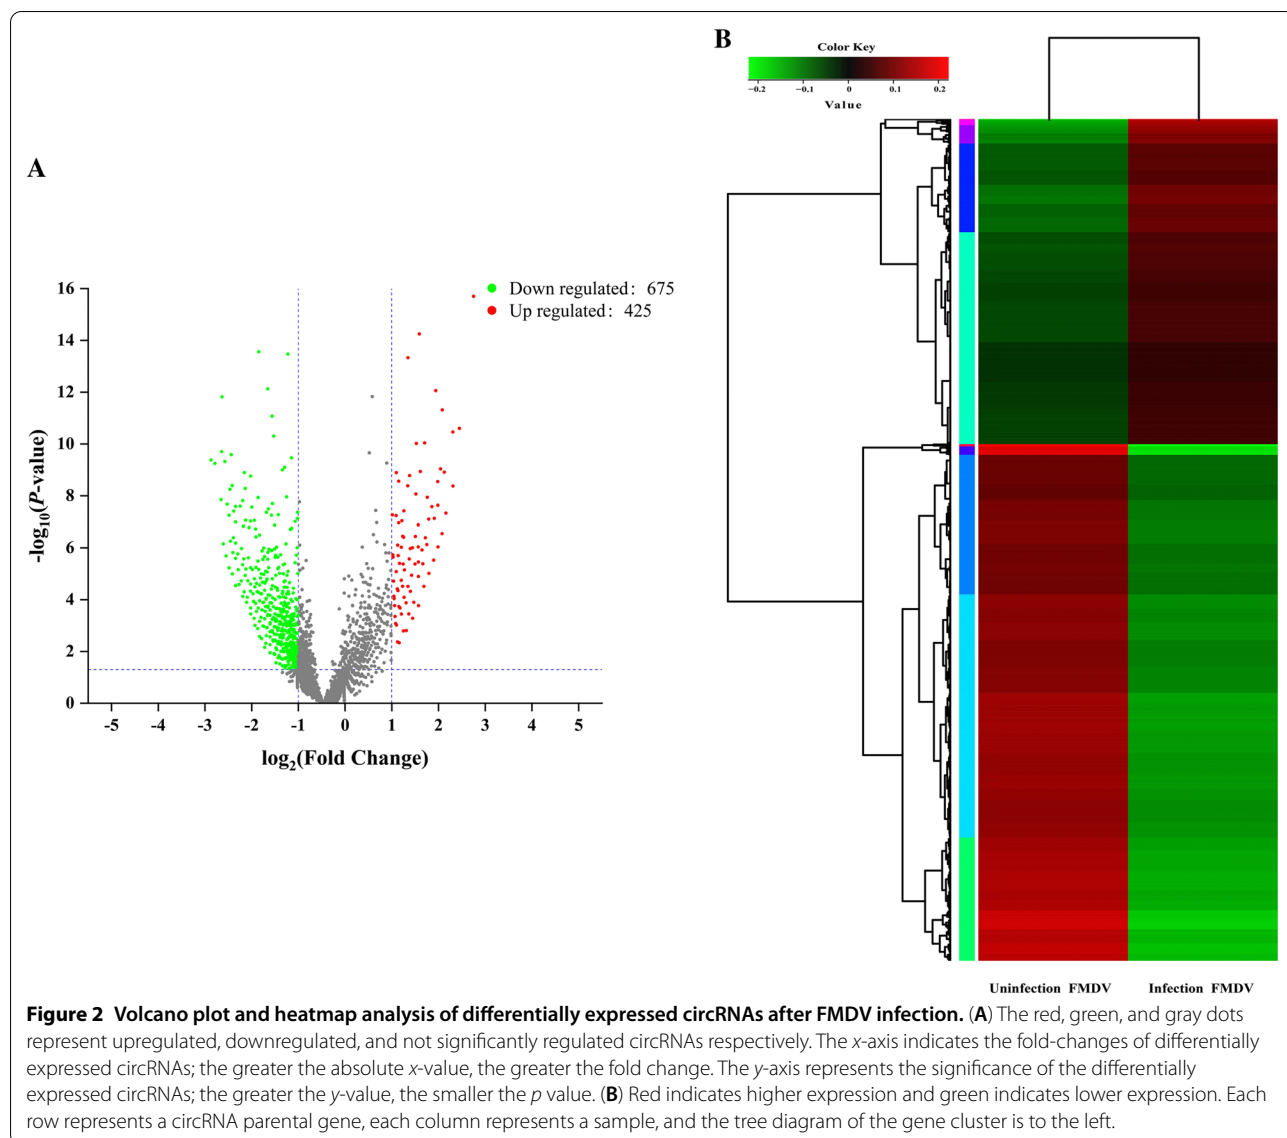 A
16
14
12
10
8
6
4
2
0
-log10(P-value)
-5 -4 -3 -2 -1 0 1 2 3 4 5
log2(Fold Change)
Down regulated: 675
Up regulated: 425
B
Color Key
−0.2 −0.1 0 0.1 0.2
Value
Uninfection FMDV Infection FMDV
Figure 2 Volcano plot and heatmap analysis of differentially expressed circRNAs after FMDV infection. (A) The red, green, and gray dots
represent upregulated, downregulated, and not significantly regulated circRNAs respectively. The x-axis indicates the fold-changes of differentially
expressed circRNAs; the greater the absolute x-value, the greater the fold change. The y-axis represents the significance of the differentially
expressed circRNAs; the greater the y-value, the smaller the p value. (B) Red indicates higher expression and green indicates lower expression. Each
row represents a circRNA parental gene, each column represents a sample, and the tree diagram of the gene cluster is to the left.